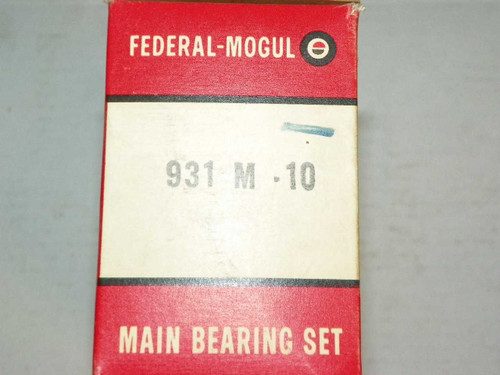 FEDERAL-MOGUL
931 M .10
MAIN BEARING SET